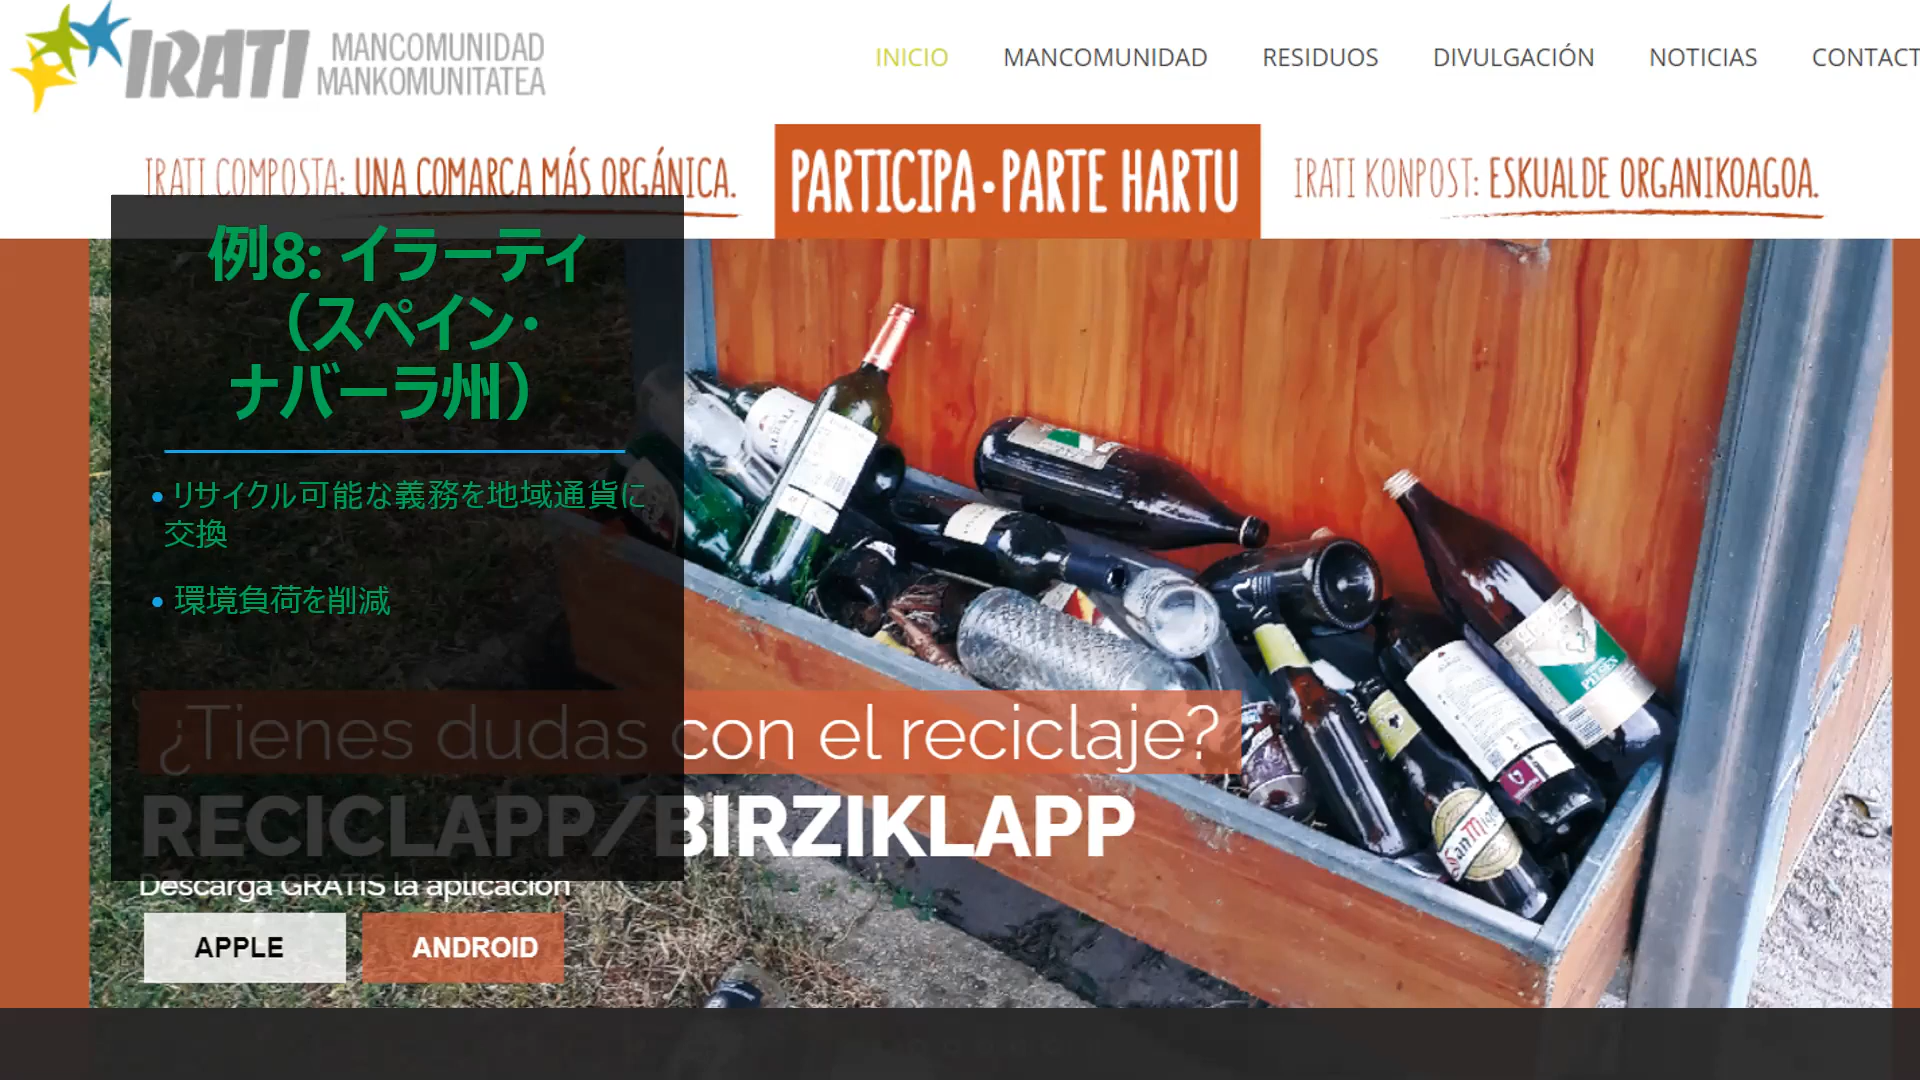 IRATI
MANCOMUNIDAD
MANKOMUNITATEA
INICIO
MANCOMUNIDAD
RESIDUOS
DIVULGACIÓN
NOTICIAS
CONTACT
IRATI COMPOSTA: UNA COMARCA MÁS ORGÁNICA.
PARTICIPA · PARTE HARTU
IRATI KONPOST: ESKUALDE ORGANIKOAGOA.
例8: イラーティ
（スペイン・
ナバーラ州）
• リサイクル可能な義務を地域通貨に
交換
• 環境負荷を削減
¿Tienes dudas con el reciclaje?
RECICLAPP/BIRZIKLAPP
Descarga GRATIS la aplicación
APPLE
ANDROID
PILSEN
San Miguel